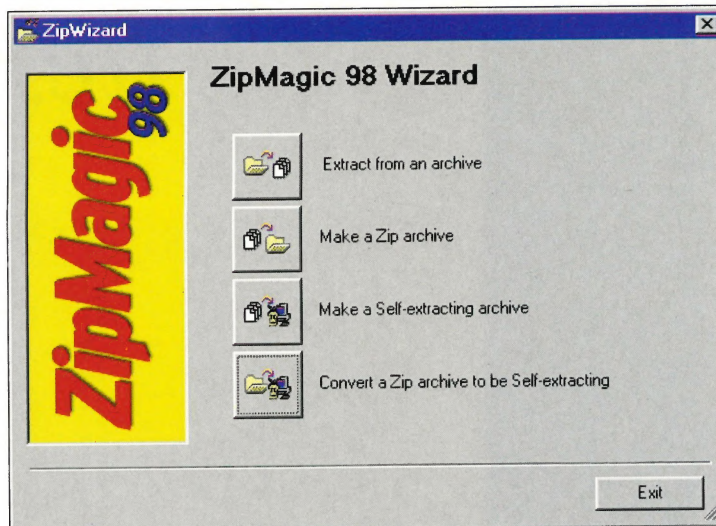 ZipWizard
ZipMagic 98
ZipMagic 98 Wizard
Extract from an archive
Make a Zip archive
Make a Self-extracting archive
Convert a Zip archive to be Self-extracting
Exit